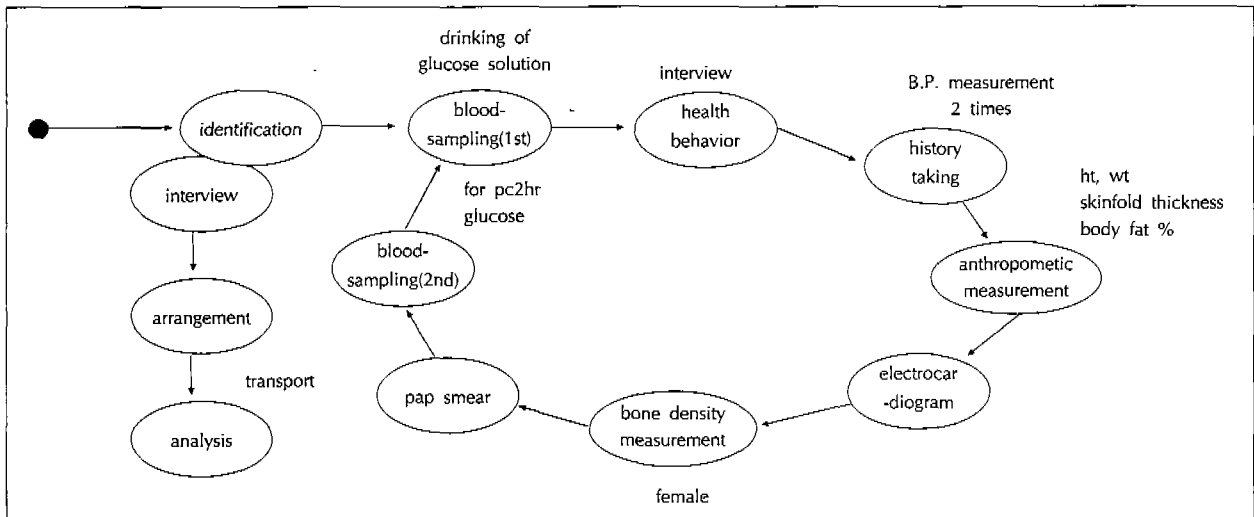 drinking of
glucose solution
interview
B.P. measurement
2 times
identification
blood-
sampling(1st)
health
behavior
history
taking
ht, wt
skinfold thickness
body fat %
interview
for pc2hr
glucose
blood-
sampling(2nd)
anthropometic
measurement
arrangement
transport
pap smear
bone density
measurement
electrocar
-diogram
analysis
female